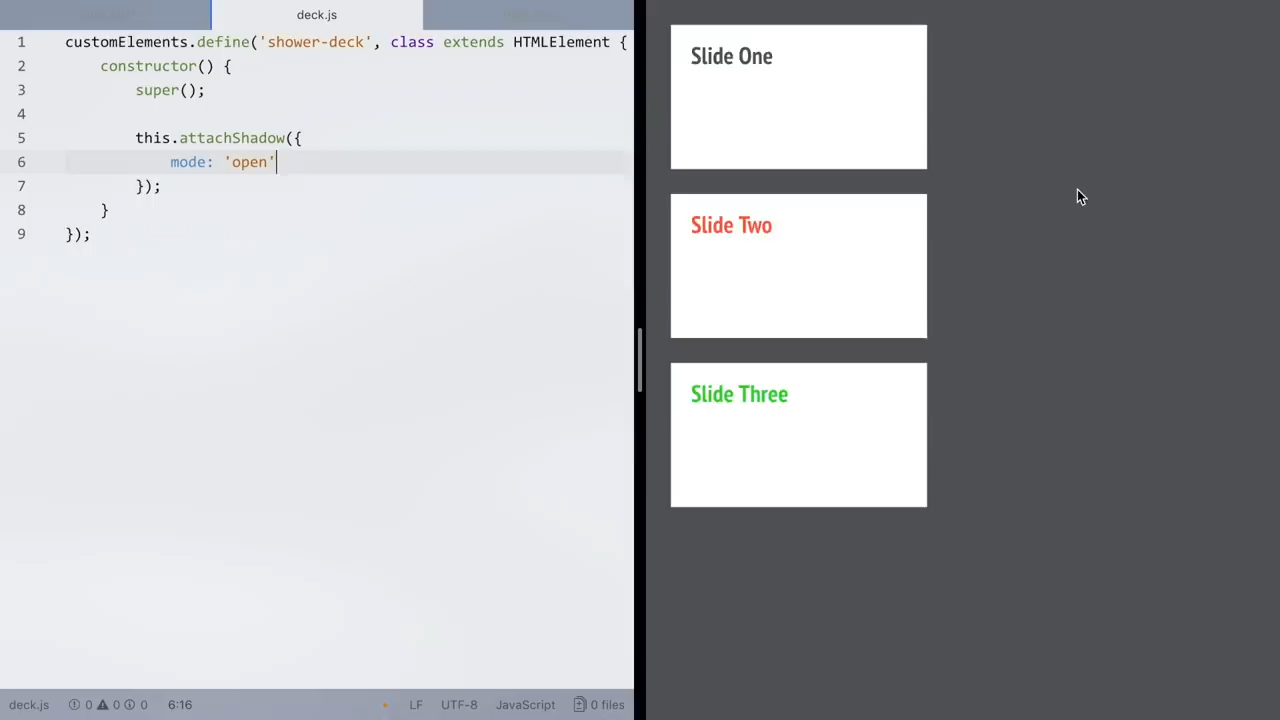 deck.js
1 customElements.define('shower-deck', class extends HTMLElement {
2 constructor() {
3 super();
4
5 this.attachShadow({
6 mode: 'open'
7 });
8 }
9 });
deck.js 0 0 0 6:16 LF UTF-8 JavaScript 0 files
Slide One
Slide Two
Slide Three